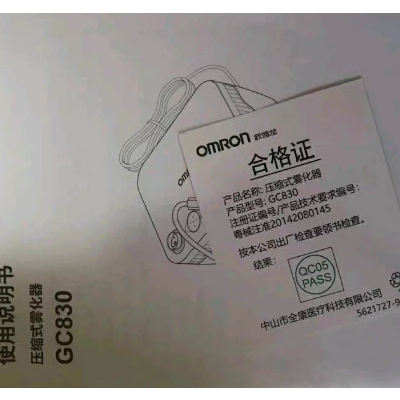 OMRON 欧姆龙
合格证
产品名称: 压缩式雾化器
产品型号: GC830
注册证编号/产品技术要求编号:
粤械注准20142080145
按本公司出厂检查要领书检查。
结果:
QC05
PASS
中山市全康医疗科技有限公司
5621727-9
OMRON
使用说明书
压缩式雾化器
GC830